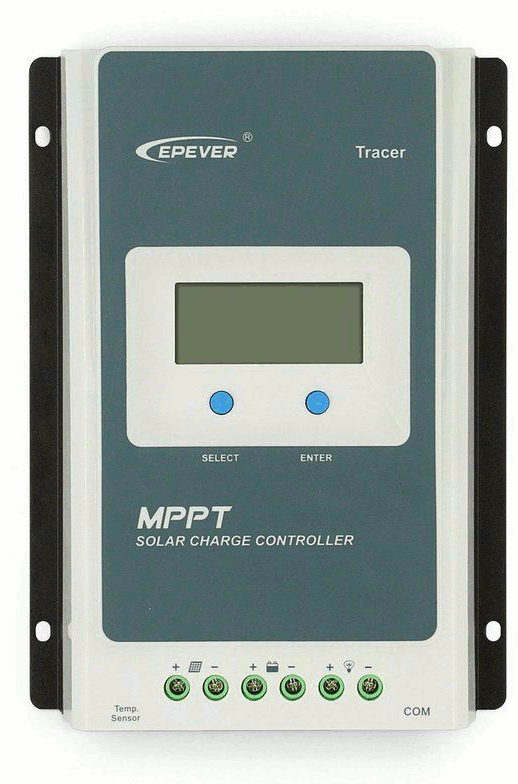 EPEVER ®
Tracer
SELECT ENTER
MPPT
SOLAR CHARGE CONTROLLER
+ − + − + −
Temp.
Sensor
COM